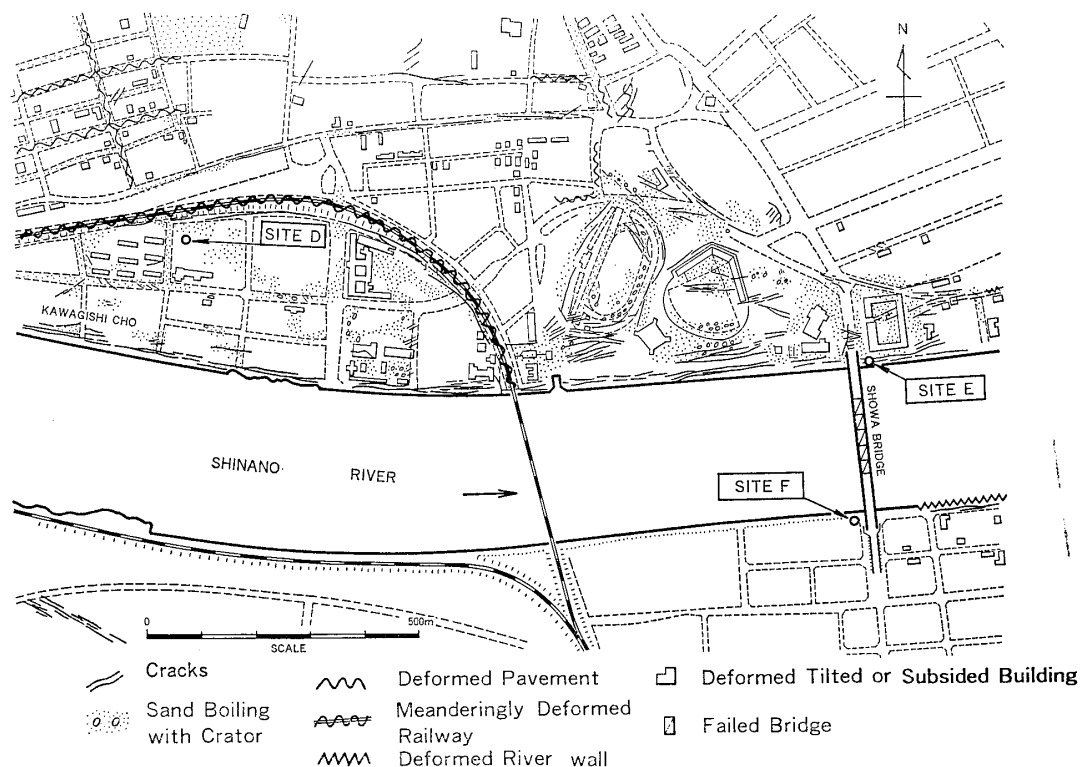 N
SITE D
KAWAGISHI CHO
SITE E
SHOWA BRIDGE
SHINANO RIVER
SITE F
0 500m
SCALE
Cracks
Sand Boiling
with Crator
Deformed Pavement
Meanderingly Deformed
Railway
Deformed River wall
Deformed Tilted or Subsided Building
Failed Bridge